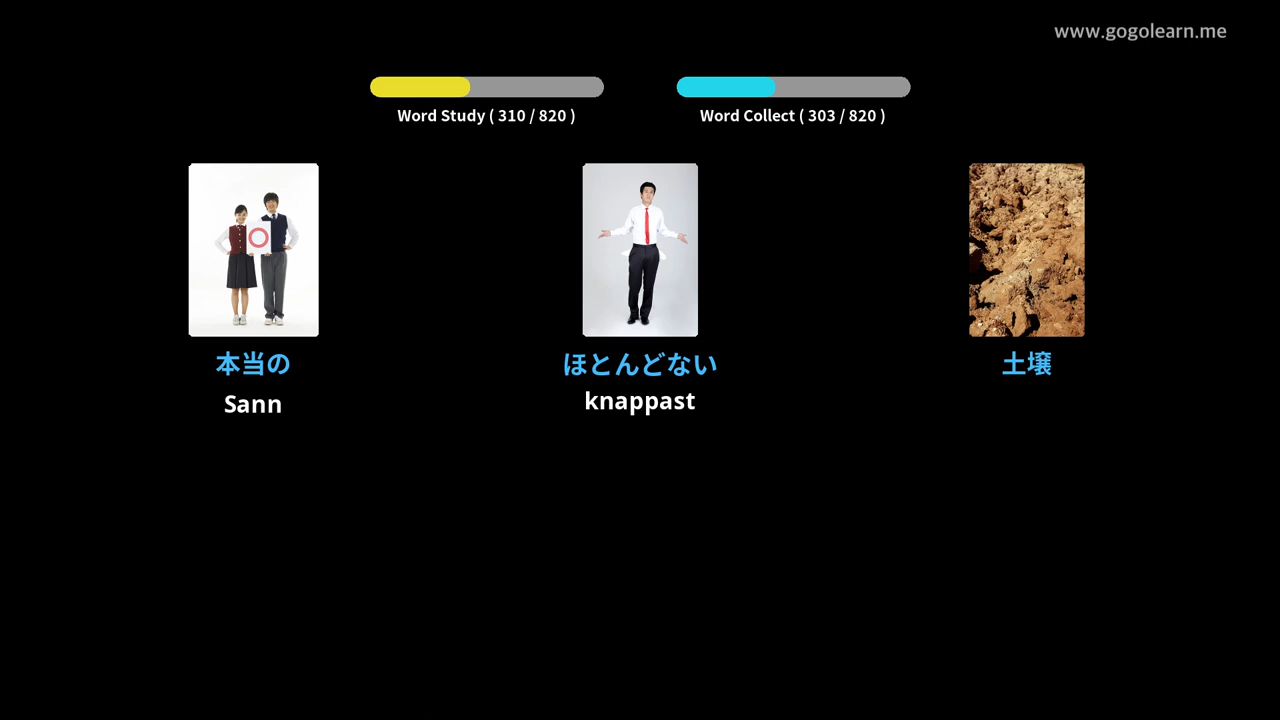 www.gogolearn.me
Word Study ( 310 / 820 )
Word Collect ( 303 / 820 )
本当の
ほとんどない
土壌
Sann
knappast